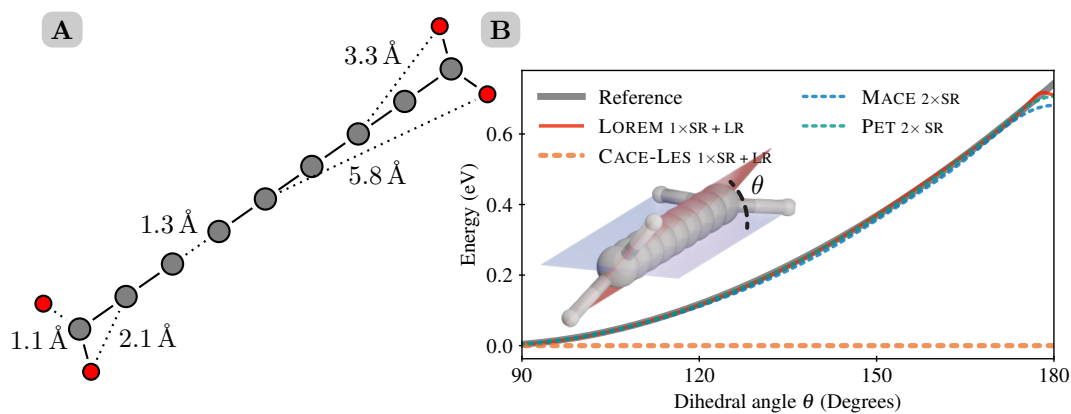 A
3.3 Å
5.8 Å
1.3 Å
1.1 Å
2.1 Å
B
Reference
LOREM 1×SR + LR
CACE-LES 1×SR + LR
MACE 2×SR
PET 2× SR
θ
Energy (eV)
0.6
0.4
0.2
0.0
90
120
150
180
Dihedral angle θ (Degrees)